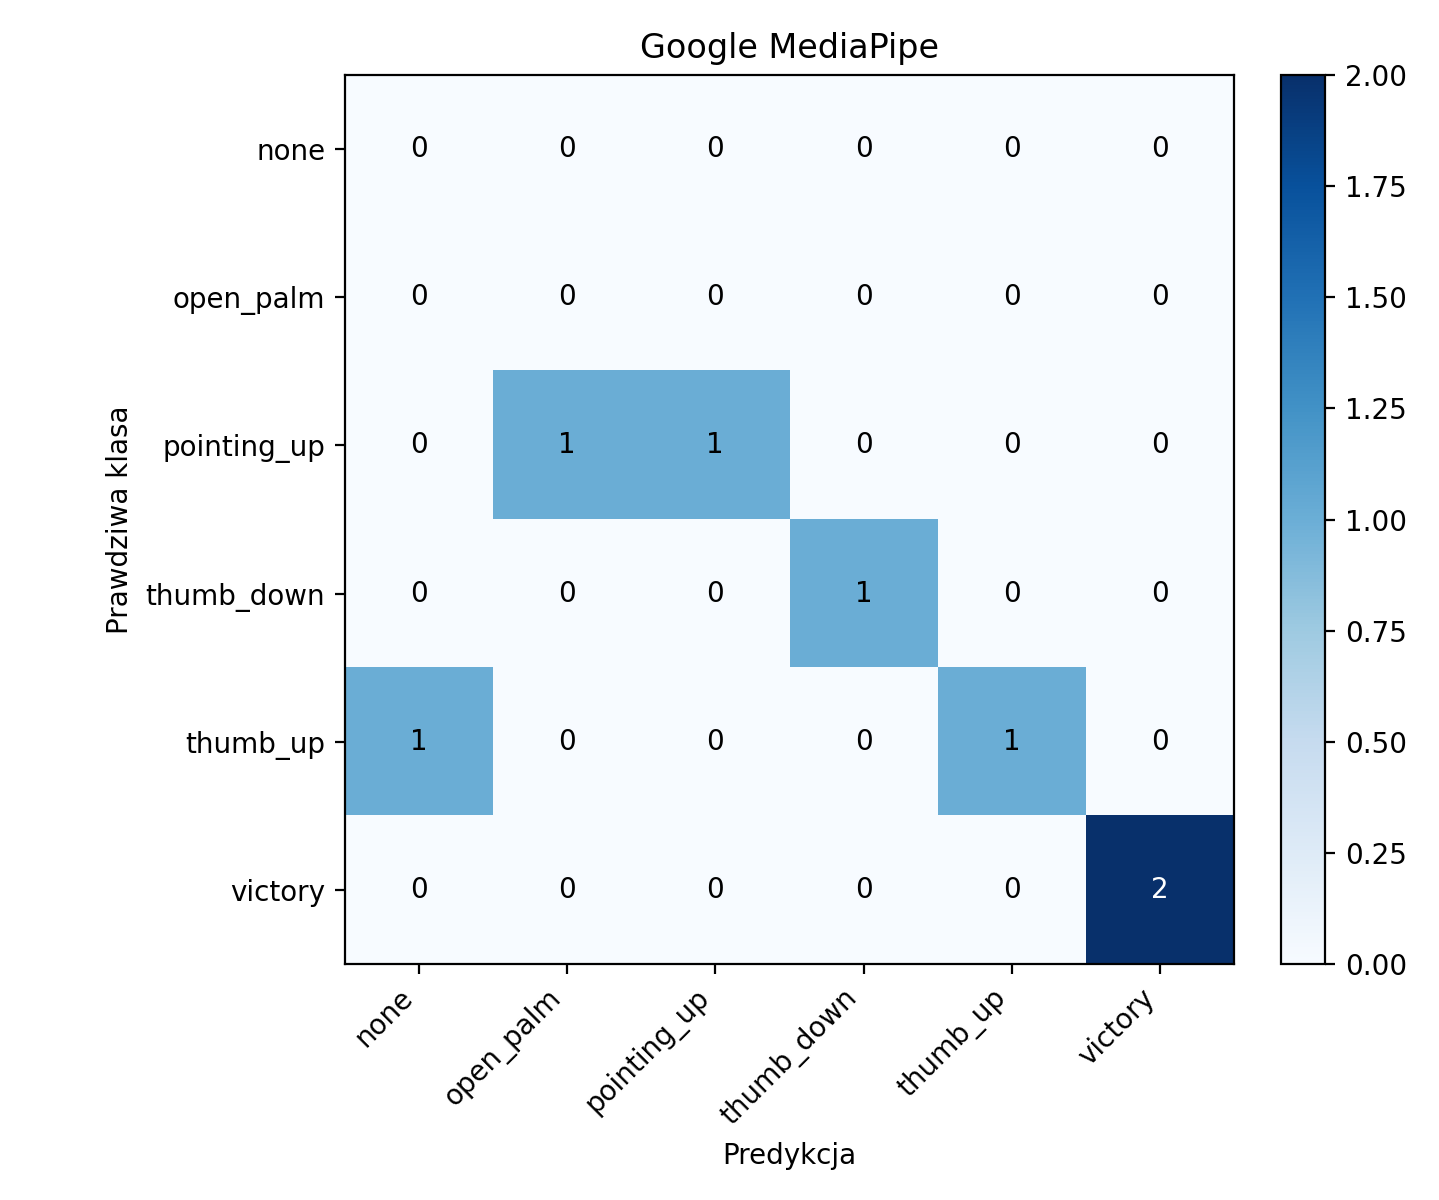 Google MediaPipe
Prawdziwa klasa
none 0 0 0 0 0 0
open_palm 0 0 0 0 0 0
pointing_up 0 1 1 0 0 0
thumb_down 0 0 0 1 0 0
thumb_up 1 0 0 0 1 0
victory 0 0 0 0 0 2
none open_palm pointing_up thumb_down thumb_up victory
Predykcja
2.00
1.75
1.50
1.25
1.00
0.75
0.50
0.25
0.00